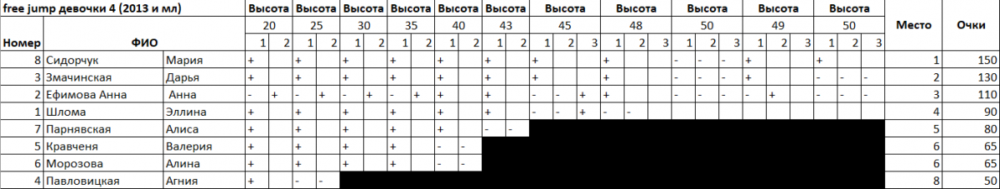 free jump девочки 4 (2013 и мл) Высота Высота Высота Высота Высота Высота Высота Высота Высота Высота Высота Место Очки
Номер ФИО 20 25 30 35 40 43 45 48 50 49 50
1 2 1 2 1 2 1 2 1 2 1 2 1 2 3 1 2 3 1 2 3 1 2 3 1 2 3
8 Сидорчук Мария + + + + + + + + - - - + + 1 150
3 Змачинская Дарья + + + + + + + + - - - + - - - 2 130
2 Ефимова Анна Анна - + - + - + - + + + - - + + - - - - + - - - 3 110
1 Шлома Эллина + + + + + + - - + - - 4 90
7 Парнявская Алиса + + + + + - - 5 80
5 Кравченя Валерия + + + + - - 6 65
6 Морозова Алина + + + + - - 6 65
4 Павловицкая Агния + - - 8 50